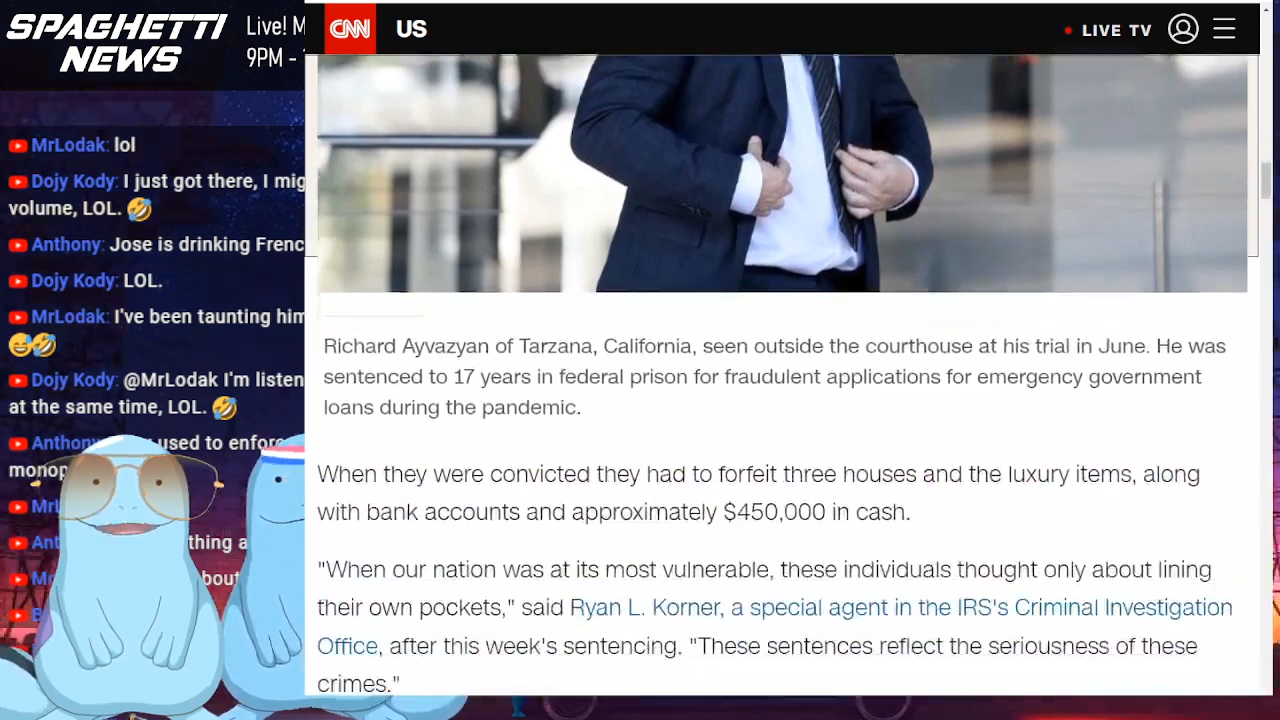 SPAGHETTI
NEWS
Live! M
9PM -
CNN US
LIVE TV
MrLodak: lol
Dojy Kody: I just got there, I mig
volume, LOL. 🤣
Anthony: Jose is drinking Frenc
Dojy Kody: LOL.
MrLodak: I've been taunting him
😅🤣
Dojy Kody: @MrLodak I'm listen
at the same time, LOL. 🤣
Anthony used to enforc
monop
MrL
Ant thing a
bout
B
Richard Ayvazyan of Tarzana, California, seen outside the courthouse at his trial in June. He was
sentenced to 17 years in federal prison for fraudulent applications for emergency government
loans during the pandemic.
When they were convicted they had to forfeit three houses and the luxury items, along
with bank accounts and approximately $450,000 in cash.
"When our nation was at its most vulnerable, these individuals thought only about lining
their own pockets," said Ryan L. Korner, a special agent in the IRS's Criminal Investigation
Office, after this week's sentencing. "These sentences reflect the seriousness of these
crimes."